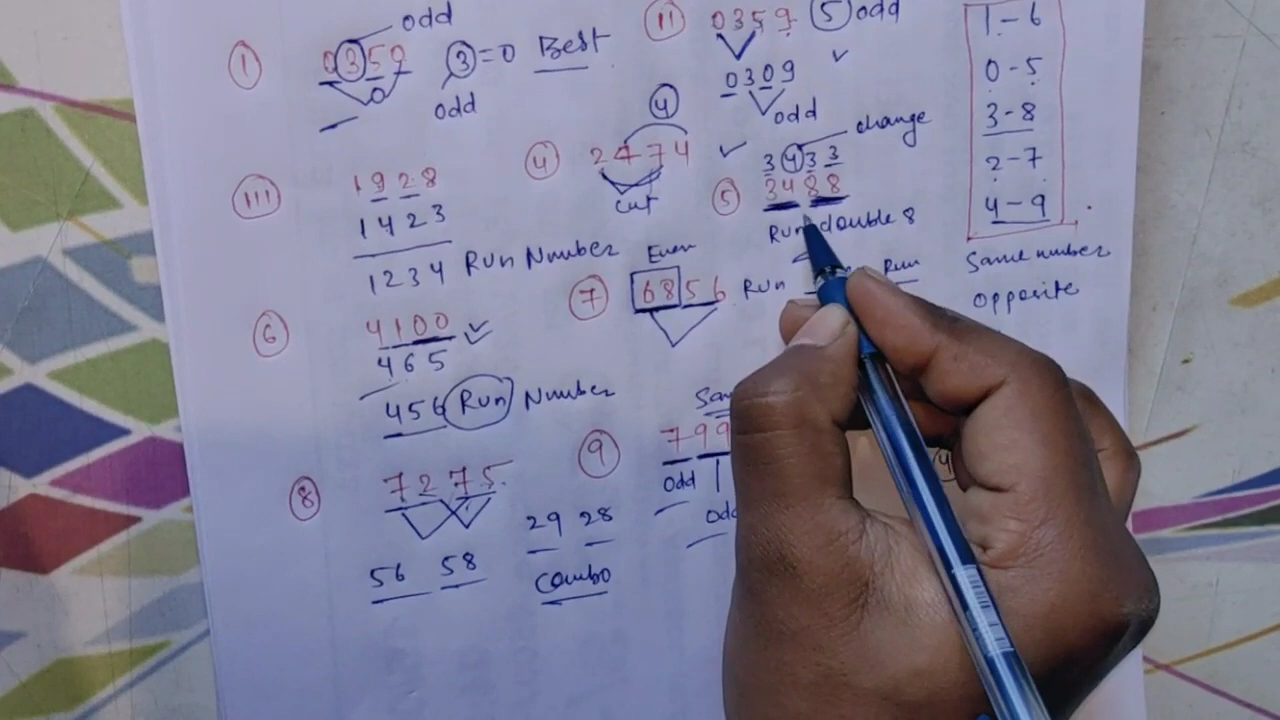 ① 0359 odd
③=0 Best
odd
0
⑪ 0359 ⑤ odd
0309
odd
1-6
0-5
3-8
2-7
4-9
Same number
opposite
⑪① 1928
1423
1234 Run Number
④ 2474
④
cut
change
3433
⑤ 3488
Run double 8
⑥ 4100
465
456 Run Number
Even
⑦ 6856 Run
Run
⑧ 7275
56 58
29 28
Combo
⑨ 799
odd